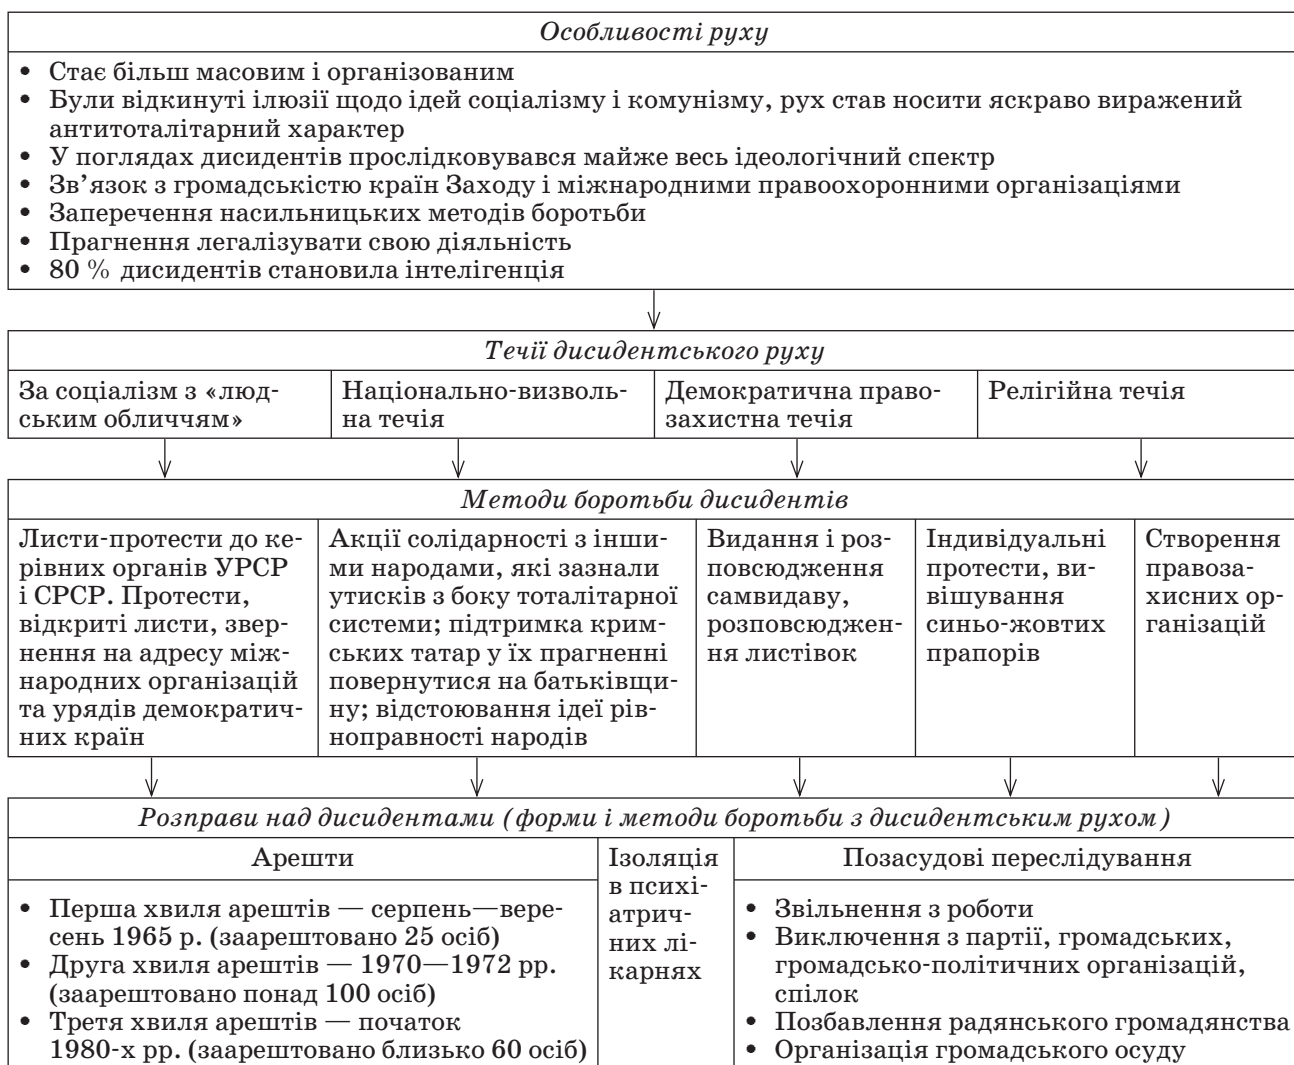 Особливості руху
• Стає більш масовим і організованим
• Були відкинуті ілюзії щодо ідей соціалізму і комунізму, рух став носити яскраво виражений
антитоталітарний характер
• У поглядах дисидентів прослідковувався майже весь ідеологічний спектр
• Зв’язок з громадськістю країн Заходу і міжнародними правоохоронними організаціями
• Заперечення насильницьких методів боротьби
• Прагнення легалізувати свою діяльність
• 80 % дисидентів становила інтелігенція
Течії дисидентського руху
За соціалізм з «люд-
ським обличчям»
Національно-визволь-
на течія
Демократична право-
захистна течія
Релігійна течія
Методи боротьби дисидентів
Листи-протести до ке-
рівних органів УРСР
і СРСР. Протести,
відкриті листи, звер-
нення на адресу між-
народних організацій
та урядів демократич-
них країн
Акції солідарності з інши-
ми народами, які зазнали
утисків з боку тоталітарної
системи; підтримка крим-
ських татар у їх прагненні
повернутися на батьківщи-
ну; відстоювання ідеї рів-
ноправності народів
Видання і роз-
повсюдження
самвидаву,
розповсюджен-
ня листівок
Індивідуальні
протести, ви-
вішування
синьо-жовтих
прапорів
Створення
правоза-
хисних ор-
ганізацій
Розправи над дисидентами (форми і методи боротьби з дисидентським рухом)
Арешти
• Перша хвиля арештів — серпень—вере-
сень 1965 р. (заарештовано 25 осіб)
• Друга хвиля арештів — 1970—1972 рр.
(заарештовано понад 100 осіб)
• Третя хвиля арештів — початок
1980-х рр. (заарештовано близько 60 осіб)
Ізоляція
в психі-
атрич-
них лі-
карнях
Позасудові переслідування
• Звільнення з роботи
• Виключення з партії, громадських,
громадсько-політичних організацій,
спілок
• Позбавлення радянського громадянства
• Організація громадського осуду